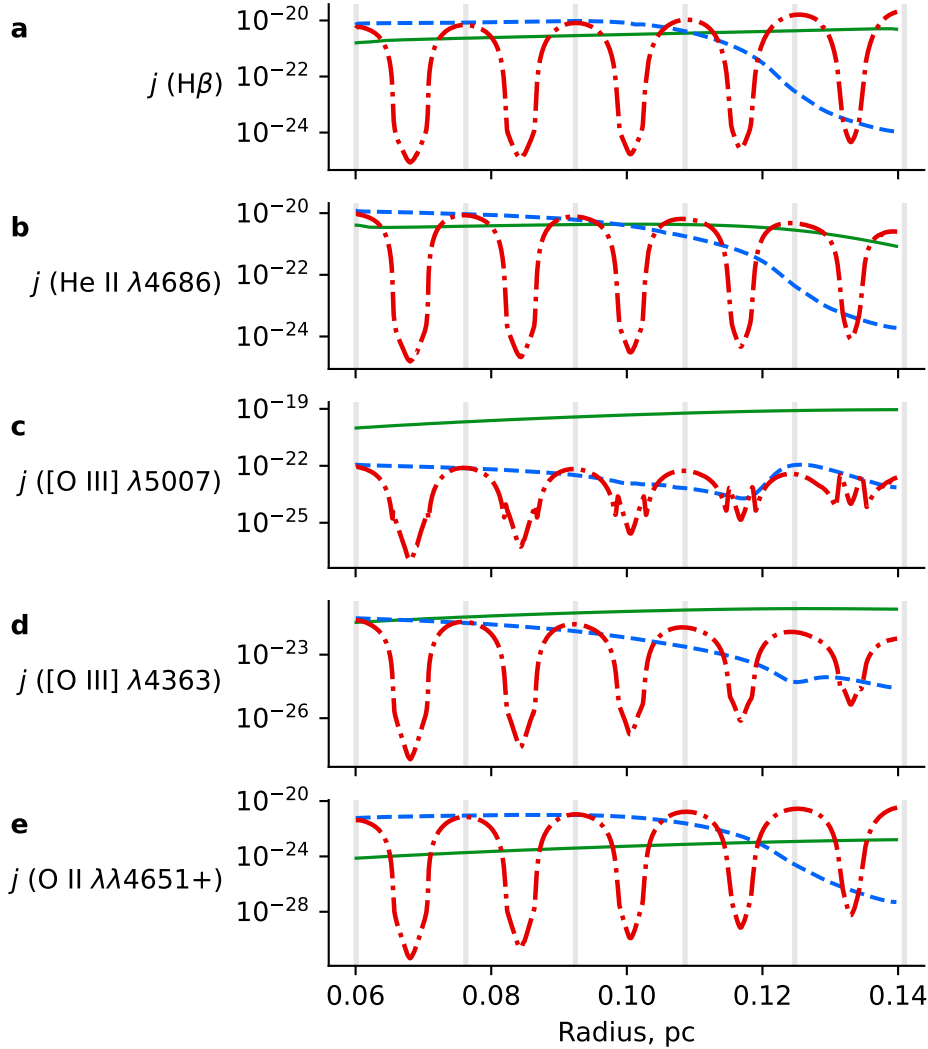 a
j (Hβ)
10⁻²⁰
10⁻²²
10⁻²⁴
b
j (He II λ4686)
10⁻²⁰
10⁻²²
10⁻²⁴
c
j ([O III] λ5007)
10⁻¹⁹
10⁻²²
10⁻²⁵
d
j ([O III] λ4363)
10⁻²³
10⁻²⁶
e
j (O II λλ4651+)
10⁻²⁰
10⁻²⁴
10⁻²⁸
0.06 0.08 0.10 0.12 0.14
Radius, pc